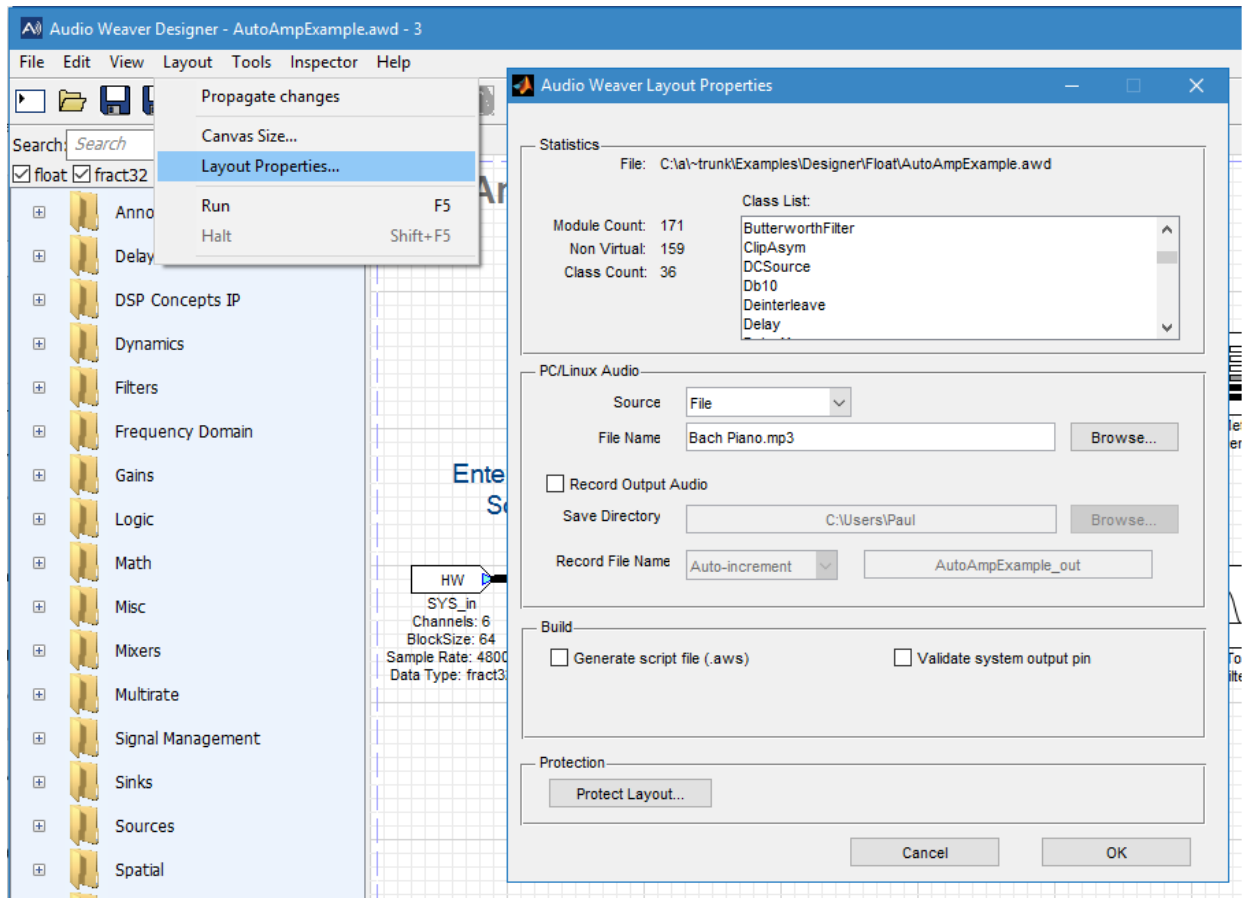 Audio Weaver Designer - AutoAmpExample.awd - 3
File Edit View Layout Tools Inspector Help
Propagate changes
Canvas Size...
Layout Properties...
Run F5
Halt Shift+F5
Search: Search
float fract32
Delay
DSP Concepts IP
Dynamics
Filters
Frequency Domain
Gains
Logic
Math
Misc
Mixers
Multirate
Signal Management
Sinks
Sources
Spatial
HW
SYS_in
Channels: 6
BlockSize: 64
Sample Rate: 4800
Data Type:
Audio Weaver Layout Properties
Statistics
File: C:\a\~trunk\Examples\Designer\Float\AutoAmpExample.awd
Class List:
Module Count: 171
Non Virtual: 159
Class Count: 36
ButterworthFilter
ClipAsym
DCSource
Db10
Deinterleave
Delay
PC/Linux Audio
Source File
File Name Bach Piano.mp3 Browse...
Record Output Audio
Save Directory C:\Users\Paul Browse...
Record File Name Auto-increment AutoAmpExample_out
Build
Generate script file (.aws) Validate system output pin
Protection
Protect Layout...
Cancel OK